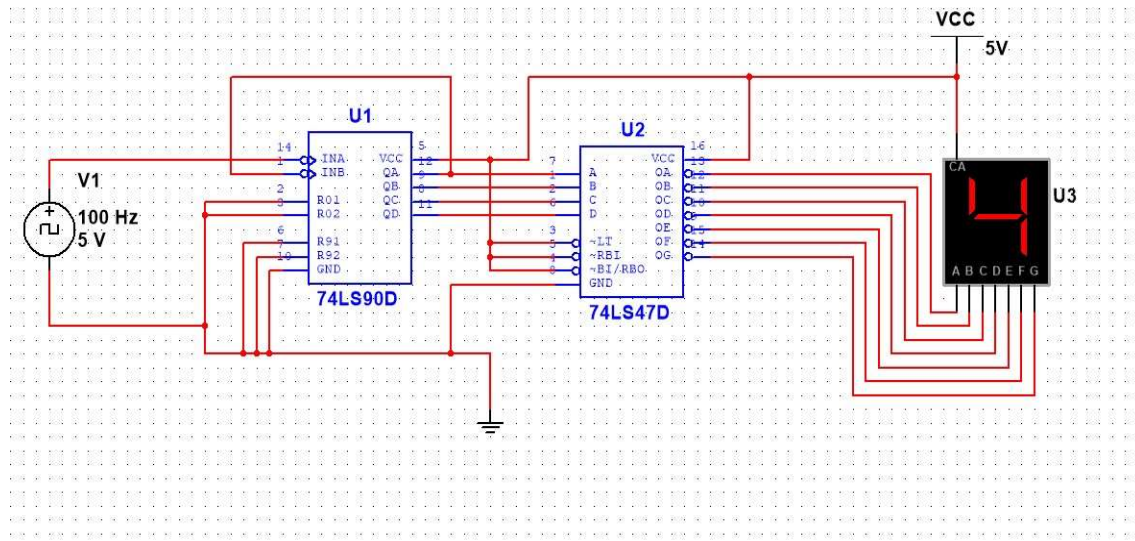 VCC
5V
U1
U2
U3
V1
100 Hz
5 V
14
1
2
3
6
7
10
INA
INB
R01
R02
R91
R92
GND
VCC
QA
QB
QC
QD
5
12
9
8
11
74LS90D
7
1
2
6
3
5
4
8
A
B
C
D
~LT
~RBI
~BI/RBO
GND
VCC
OA
OB
OC
OD
OE
OF
OG
16
13
12
11
10
9
15
14
74LS47D
CA
4
A B C D E F G